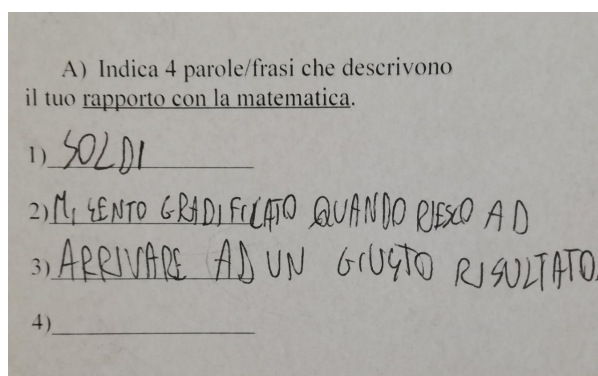 A) Indica 4 parole/frasi che descrivono
il tuo rapporto con la matematica.
1) SOLDI
2) MI SENTO GRADIFICATO QUANDO RIESCO AD
3) ARRIVARE AD UN GIUSTO RISULTATO.
4)